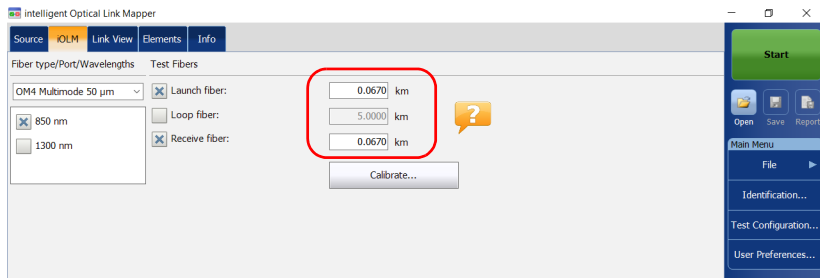 intelligent Optical Link Mapper
Source iOLM Link View Elements Info
Fiber type/Port/Wavelengths Test Fibers
OM4 Multimode 50 µm
850 nm
1300 nm
Launch fiber: 0.0670 km
Loop fiber: 5.0000 km
Receive fiber: 0.0670 km
?
Calibrate...
Start
Open Save Report
Main Menu
File
Identification...
Test Configuration...
User Preferences...